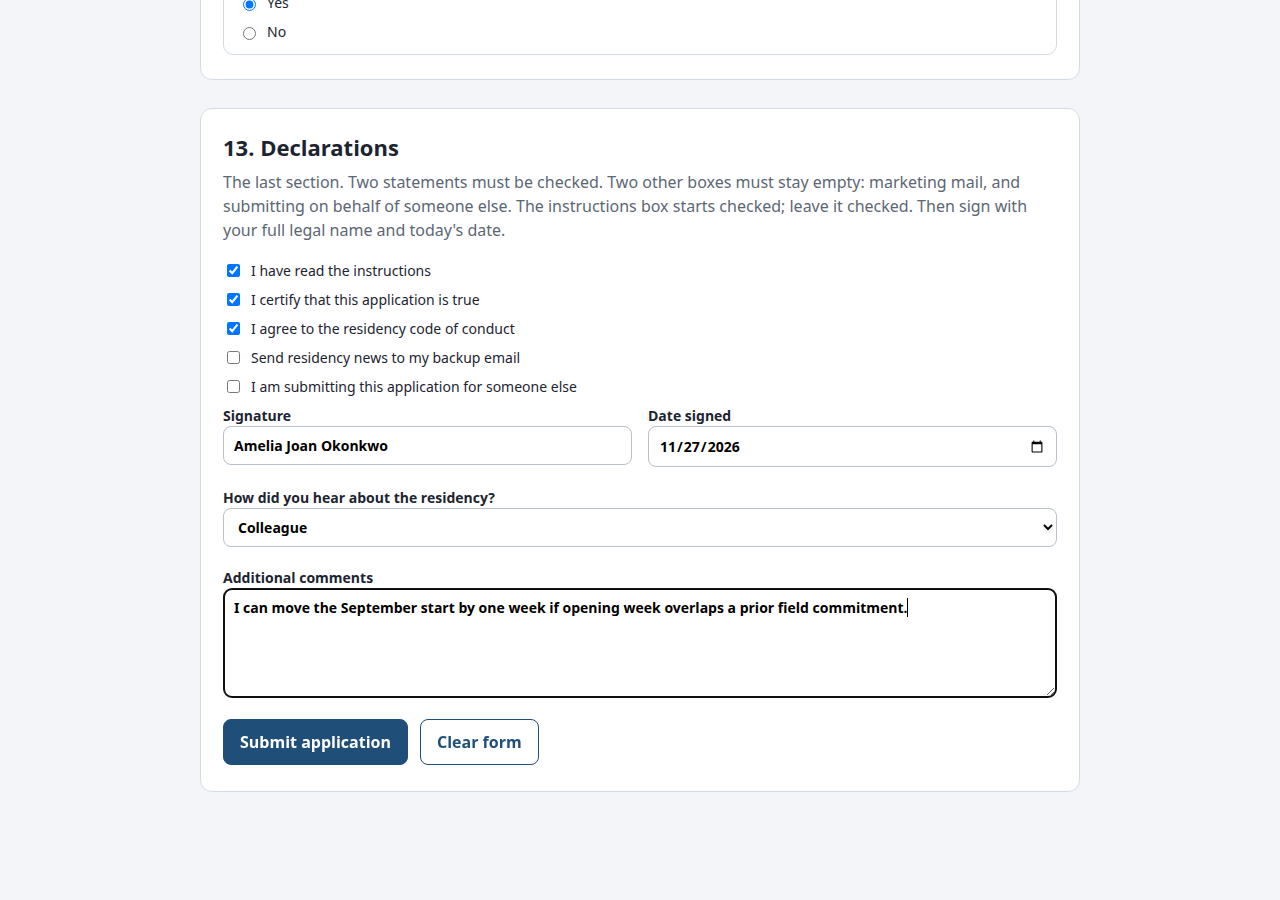 Yes
No
13. Declarations
The last section. Two statements must be checked. Two other boxes must stay empty: marketing mail, and
submitting on behalf of someone else. The instructions box starts checked; leave it checked. Then sign with
your full legal name and today's date.
I have read the instructions
I certify that this application is true
I agree to the residency code of conduct
Send residency news to my backup email
I am submitting this application for someone else
Signature
Amelia Joan Okonkwo
Date signed
11/27/2026
How did you hear about the residency?
Colleague
Additional comments
I can move the September start by one week if opening week overlaps a prior field commitment.
Submit application
Clear form